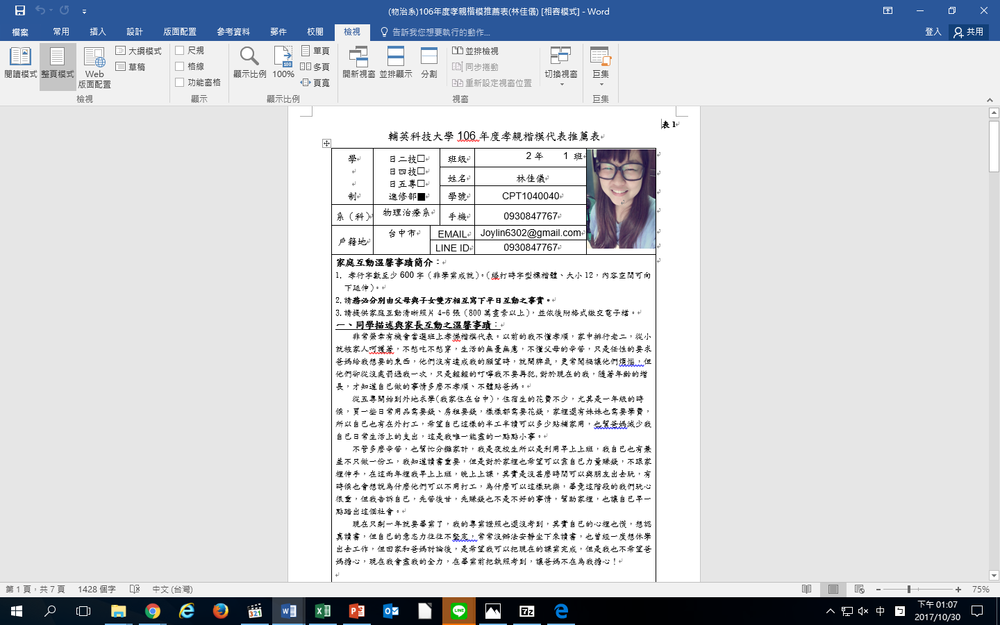 (物治系)106年度孝親楷模推薦表(林佳儀) [相容模式] - Word
檔案 常用 插入 設計 版面配置 參考資料 郵件 校閱 檢視 告訴我您想要執行的動作... 登入 共用
閱讀模式 整頁模式 Web 版面配置 大綱模式 草稿
檢視
尺規
格線
功能窗格
顯示
顯示比例 100% 單頁 多頁 頁寬
顯示比例
開新視窗 並排顯示 分割 並排檢視 同步捲動 重新設定視窗位置 切換視窗
視窗
巨集
巨集
表1
輔英科技大學 106 年度孝親楷模代表推薦表
學制 日二技□ 班級 2 年 1 班
日四技□ 姓名 林佳儀
日五專□
進修部■ 學號 CPT1040040
系（科） 物理治療系 手機 0930847767
戶籍地 台中市 EMAIL Joylin6302@gmail.com
LINE ID 0930847767
家庭互動溫馨事蹟簡介：
1. 孝行字數至少 600 字（非學業成就）。(繕打時字型標楷體、大小 12，內容空間可向
下延伸)。
2.請務必分別由父母與子女雙方相互寫下平日互動之事實。
3.請提供家庭互動清晰照片 4-6 張（800 萬畫素以上），並依後附格式繳交電子檔。
一、同學描述與家長互動之溫馨事蹟：
非常榮幸有機會當選班上孝悌楷模代表。以前的我不懂孝順，家中排行老二，從小
就被家人呵護著，不愁吃不愁穿，生活的無憂無慮，不懂父母的辛苦，只是任性的要求
爸媽給我想要的東西，他們沒有達成我的願望時，就鬧脾氣，更常闖禍讓他們煩惱，但
他們卻從沒處罰過我一次，只是輕輕的叮嚀我不要再犯,對於現在的我，隨著年齡的增
長，才知道自己做的事情多麼不孝順、不體貼爸媽。
從五專開始到外地求學(我家住在台中)，住宿生的花費不少，尤其是一年級的時
候，買一些日常用品需要錢、房租要錢，樣樣都需要花錢，家裡還有妹妹也需要學費，
所以自己也有在外打工，希望自己這樣的半工半讀可以多少貼補家用，也幫爸媽減少我
自己日常生活上的支出，這是我唯一能盡的一點點小事。
不管多麼辛苦，也幫忙分攤家計，我是夜校生所以是利用早上上班，我自己也有兼
差不只做一份工，我知道讀書重要，但是對於家裡也希望可以靠自己力量賺錢，不跟家
裡伸手，在這兩年裡我早上上班，晚上上課，其實是沒甚麼時間可以與朋友出去玩，有
時候也會想說為什麼他們可以不用打工，為什麼可以這樣玩樂，畢竟這階段的我們玩心
很重，但我告訴自己，先苦後甘，先賺錢也不是不好的事情，幫助家裡，也讓自己早一
點踏出這個社會。
現在只剩一年就要畢業了，我的專業證照也還沒考到，其實自己的心裡也慌，想認
真讀書，但自己的意志力往往不堅定，常常沒辦法安靜坐下來讀書，也曾經一度想休學
出去工作，但回家和爸媽討論後，是希望我可以把現在的課業完成，但是我也不希望爸
媽擔心，現在我會盡我的全力，在畢業前把執照考到，讓爸媽不在為我擔心！
第 1 頁，共 7 頁 1428 個字 中文 (台灣) 75%
中 下午 01:07
2017/10/30